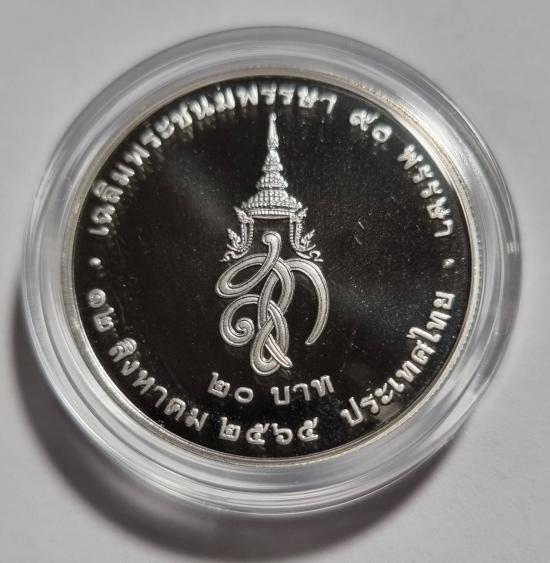 เฉลิมพระชนมพรรษา ๙๐ พรรษา
๒๐ บาท
๑๒ สิงหาคม ๒๕๖๕ ประเทศไทย